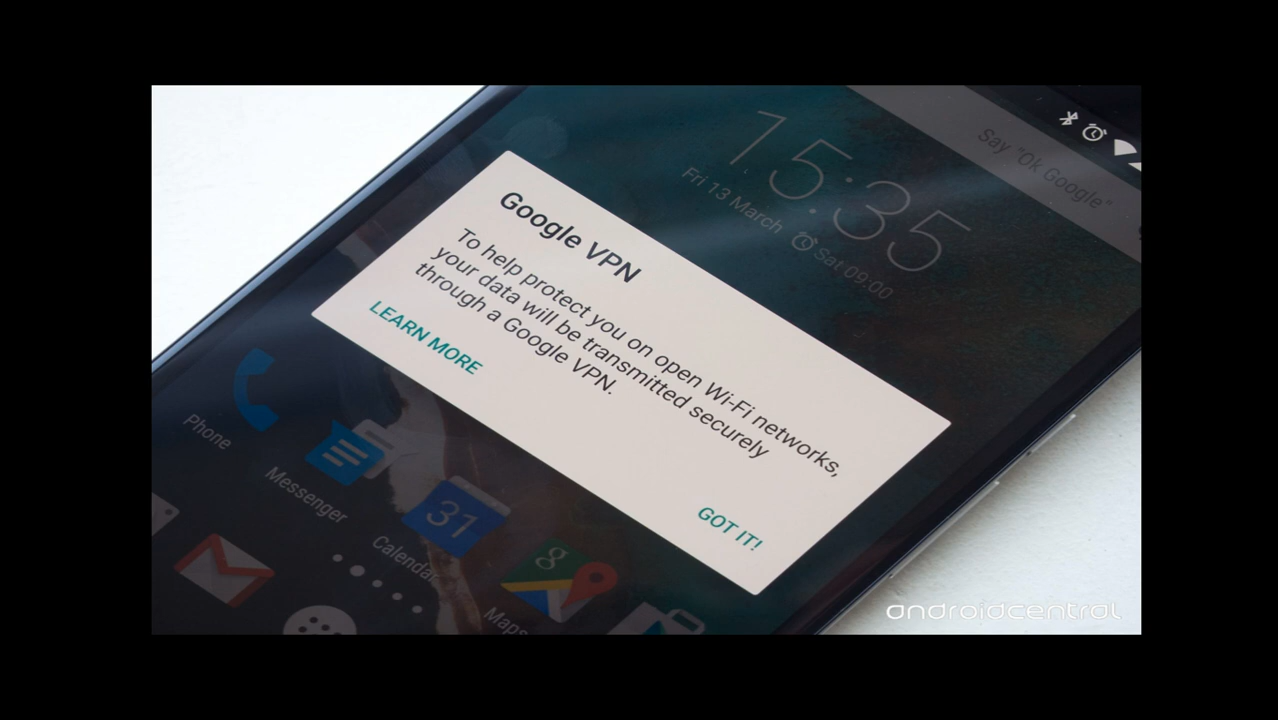 Say "Ok Google"
15:35
Fri 13 March Sat 09:00
Google VPN
To help protect you on open Wi-Fi networks,
your data will be transmitted securely
through a Google VPN.
LEARN MORE
GOT IT!
Phone
Messenger
31
Calendar
g
Maps
androidcentral